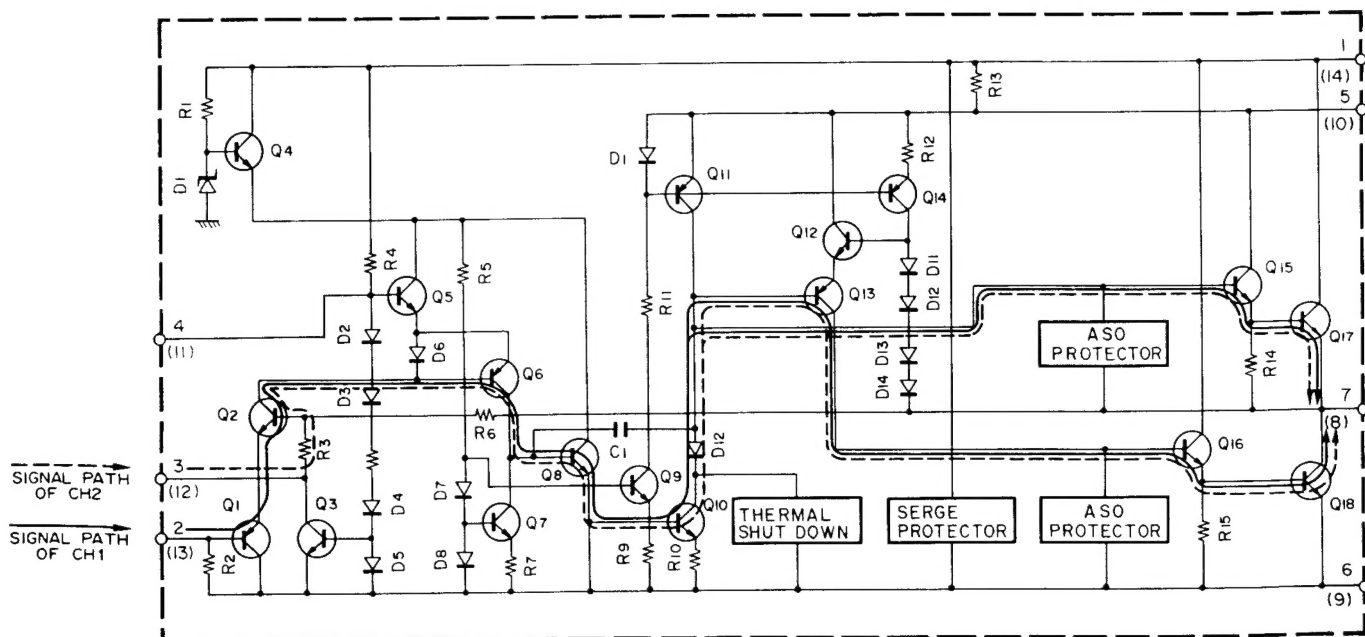 1
(14)
R13
5
(10)
R1
Q4
D1
D1
Q11
R12
Q14
Q12
D11
R4
R5
Q5
Q13
D12
Q15
R11
4
(11)
D2
D6
ASO
PROTECTOR
Q17
D13
R14
Q6
D3
D14
Q2
R6
7
(8)
R3
C1
D12
Q16
SIGNAL PATH
OF CH2
3
(12)
Q8
Q9
Q1
Q3
D4
D7
Q7
Q10
THERMAL
SHUT DOWN
SERGE
PROTECTOR
ASO
PROTECTOR
Q18
SIGNAL PATH
OF CH1
2
(13)
R2
D5
D8
R7
R9
R10
R15
6
(9)